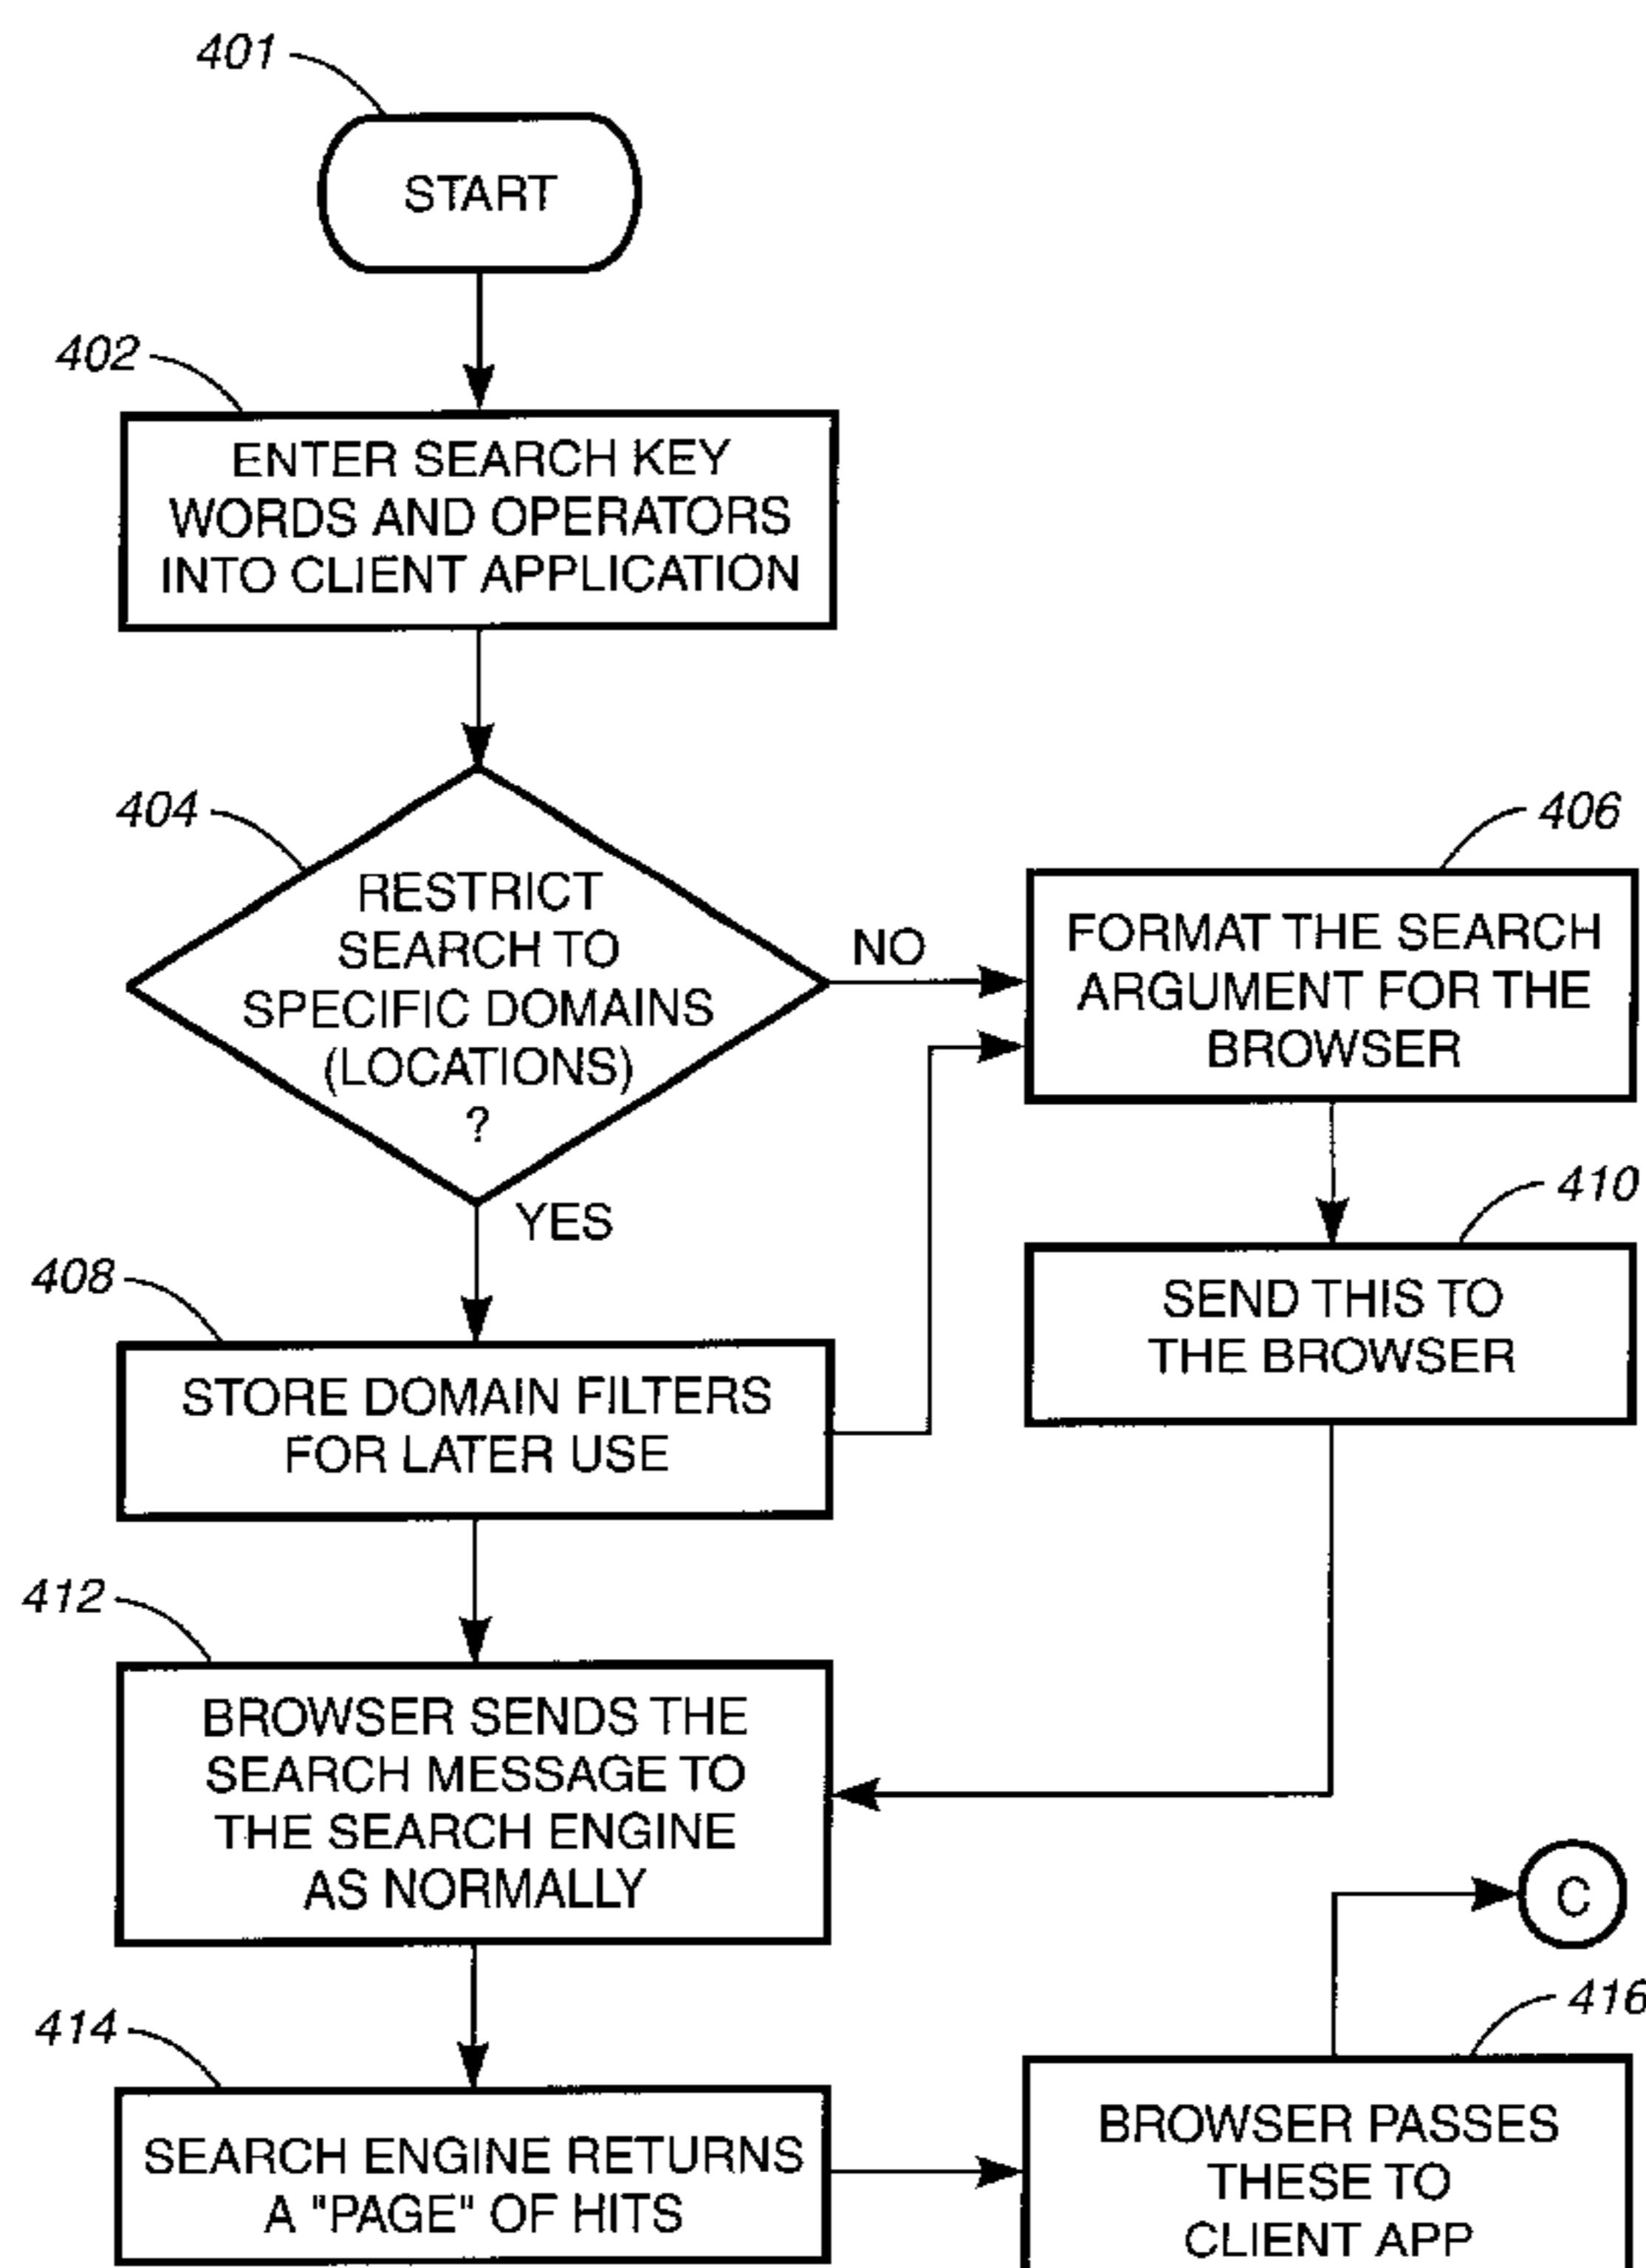 401
START
402
ENTER SEARCH KEY
WORDS AND OPERATORS
INTO CLIENT APPLICATION
404
RESTRICT
SEARCH TO
SPECIFIC DOMAINS
(LOCATIONS)
?
NO
YES
406
FORMAT THE SEARCH
ARGUMENT FOR THE
BROWSER
410
SEND THIS TO
THE BROWSER
408
STORE DOMAIN FILTERS
FOR LATER USE
412
BROWSER SENDS THE
SEARCH MESSAGE TO
THE SEARCH ENGINE
AS NORMALLY
C
414
SEARCH ENGINE RETURNS
A "PAGE" OF HITS
416
BROWSER PASSES
THESE TO
CLIENT APP